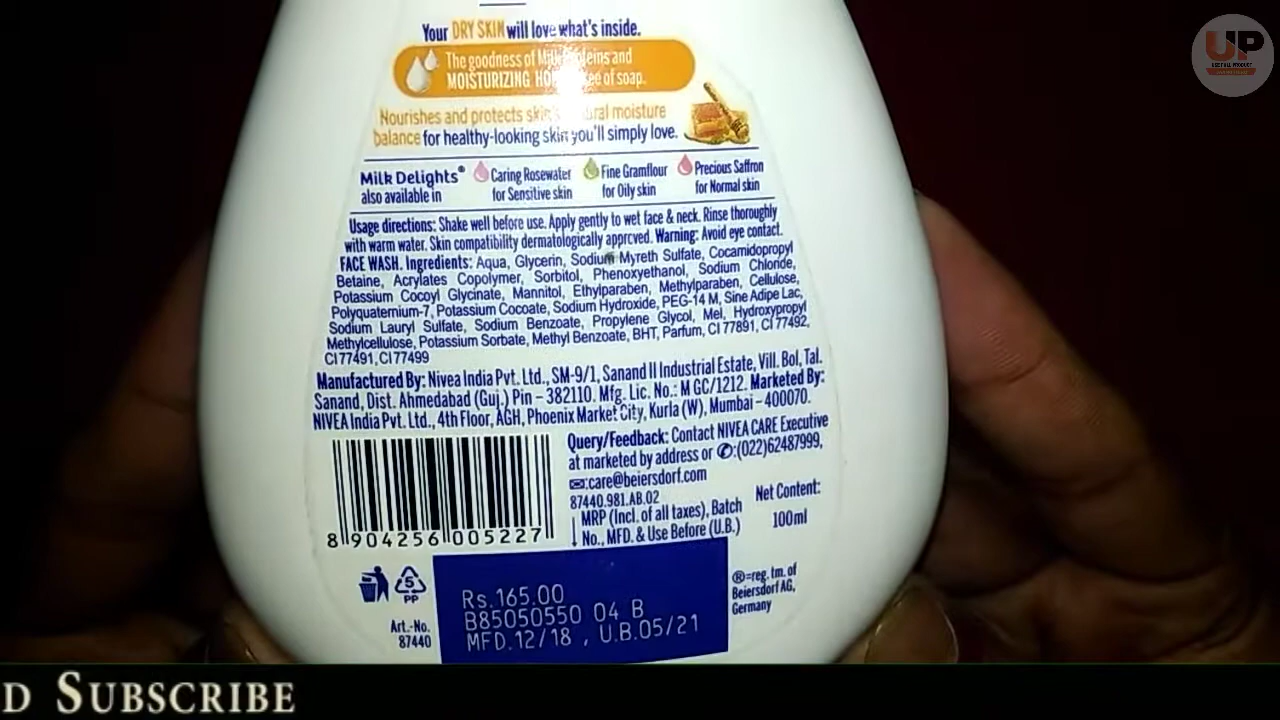 Your DRY SKIN will love what's inside.
The goodness of Milk Proteins and
MOISTURIZING free of soap.
Nourishes and protects moisture
balance for healthy-looking skin you'll simply love.
Milk Delights®
also available in
Caring Rosewater
for Sensitive skin
Fine Gramflour
for Oily skin
Precious Saffron
for Normal skin
Usage directions: Shake well before use. Apply gently to wet face & neck. Rinse thoroughly
with warm water. Skin compatibility dermatologically approved. Warning: Avoid eye contact.
FACE WASH. Ingredients: Aqua, Glycerin, Sodium Myreth Sulfate, Cocamidopropyl
Betaine, Acrylates Copolymer, Sorbitol, Phenoxyethanol, Sodium Chloride,
Potassium Cocoyl Glycinate, Mannitol, Ethylparaben, Methylparaben, Cellulose,
Polyquaternium-7, Potassium Cocoate, Sodium Hydroxide, PEG-14 M, Sine Adipe Lac,
Sodium Lauryl Sulfate, Sodium Benzoate, Propylene Glycol, Mel, Hydroxypropyl
Methylcellulose, Potassium Sorbate, Methyl Benzoate, BHT, Parfum, CI 77891, CI 77492,
CI 77491, CI 77499
Manufactured By: Nivea India Pvt. Ltd., SM-9/1, Sanand II Industrial Estate, Vill. Bol, Tal.
Sanand, Dist. Ahmedabad (Guj.) Pin – 382110. Mfg. Lic. No.: M GC/1212. Marketed By:
NIVEA India Pvt. Ltd., 4th Floor, AGH, Phoenix Market City, Kurla (W), Mumbai – 400070.
Query/Feedback: Contact NIVEA CARE Executive
at marketed by address or ✆:(022)62487999,
✉:care@beiersdorf.com
87440.981.AB.02
MRP (Incl. of all taxes), Batch
No., MFD. & Use Before (U.B.)
Net Content:
100ml
8 904256 005227
5
PP
Art.-No.
87440
Rs.165.00
B85050550 04 B
MFD.12/18 , U.B.05/21
®=reg. tm. of
Beiersdorf AG,
Germany
UP
USEFULL PRODUCT
D SUBSCRIBE